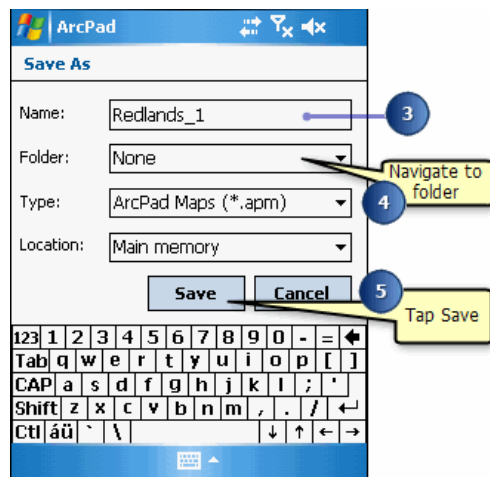 ArcPad
Save As
Name: Redlands_1
3
Folder: None
Navigate to
folder
Type: ArcPad Maps (*.apm)
4
Location: Main memory
Save Cancel
5
Tap Save
123 1 2 3 4 5 6 7 8 9 0 - =
Tab q w e r t y u i o p [ ]
CAP a s d f g h j k l ; '
Shift z x c v b n m , . /
Ctl áü ` \